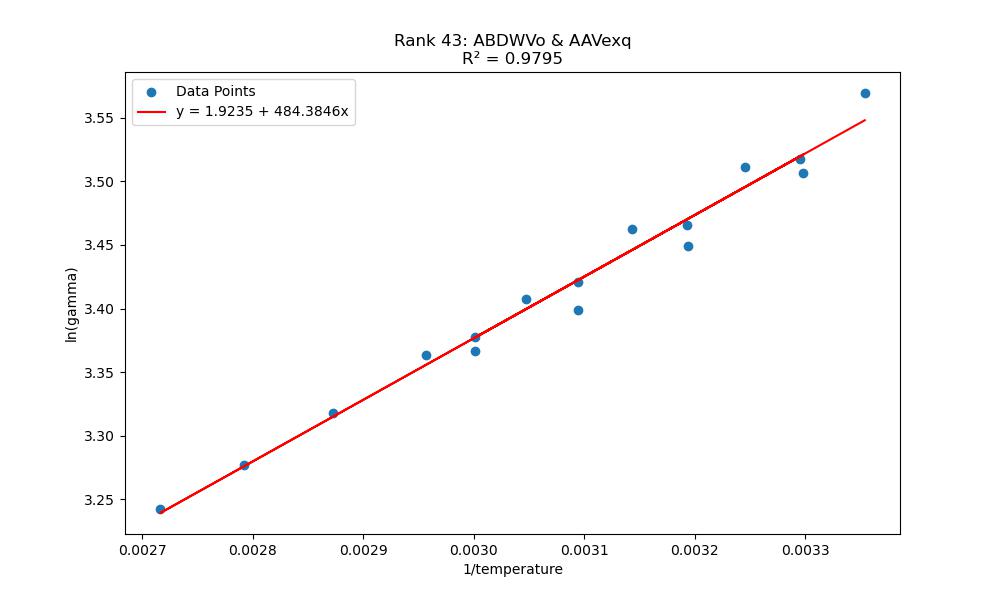 Rank 43: ABDWVo & AAVexq
R² = 0.9795
Data Points
y = 1.9235 + 484.3846x
ln(gamma)
3.55
3.50
3.45
3.40
3.35
3.30
3.25
0.0027 0.0028 0.0029 0.0030 0.0031 0.0032 0.0033
1/temperature